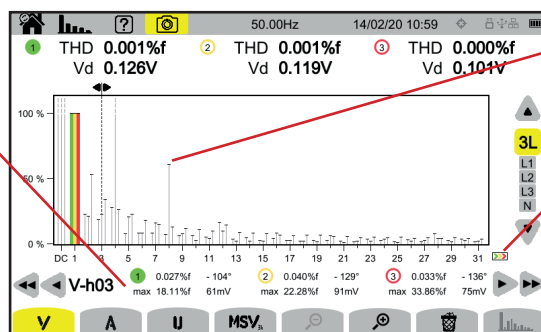 ? 50.00Hz 14/02/20 10:59
1 THD 0.001%f 2 THD 0.001%f 3 THD 0.000%f
Vd 0.126V Vd 0.119V Vd 0.101V
100 %
50 %
0 %
DC 1 3 5 7 9 11 13 15 17 19 21 23 25 27 29 31
3L
L1
L2
L3
N
V-h03 1 0.027%f - 104° 2 0.040%f - 129° 3 0.033%f - 136°
max 18.11%f 61mV max 22.28%f 91mV max 33.86%f 75mV
V A U MSV